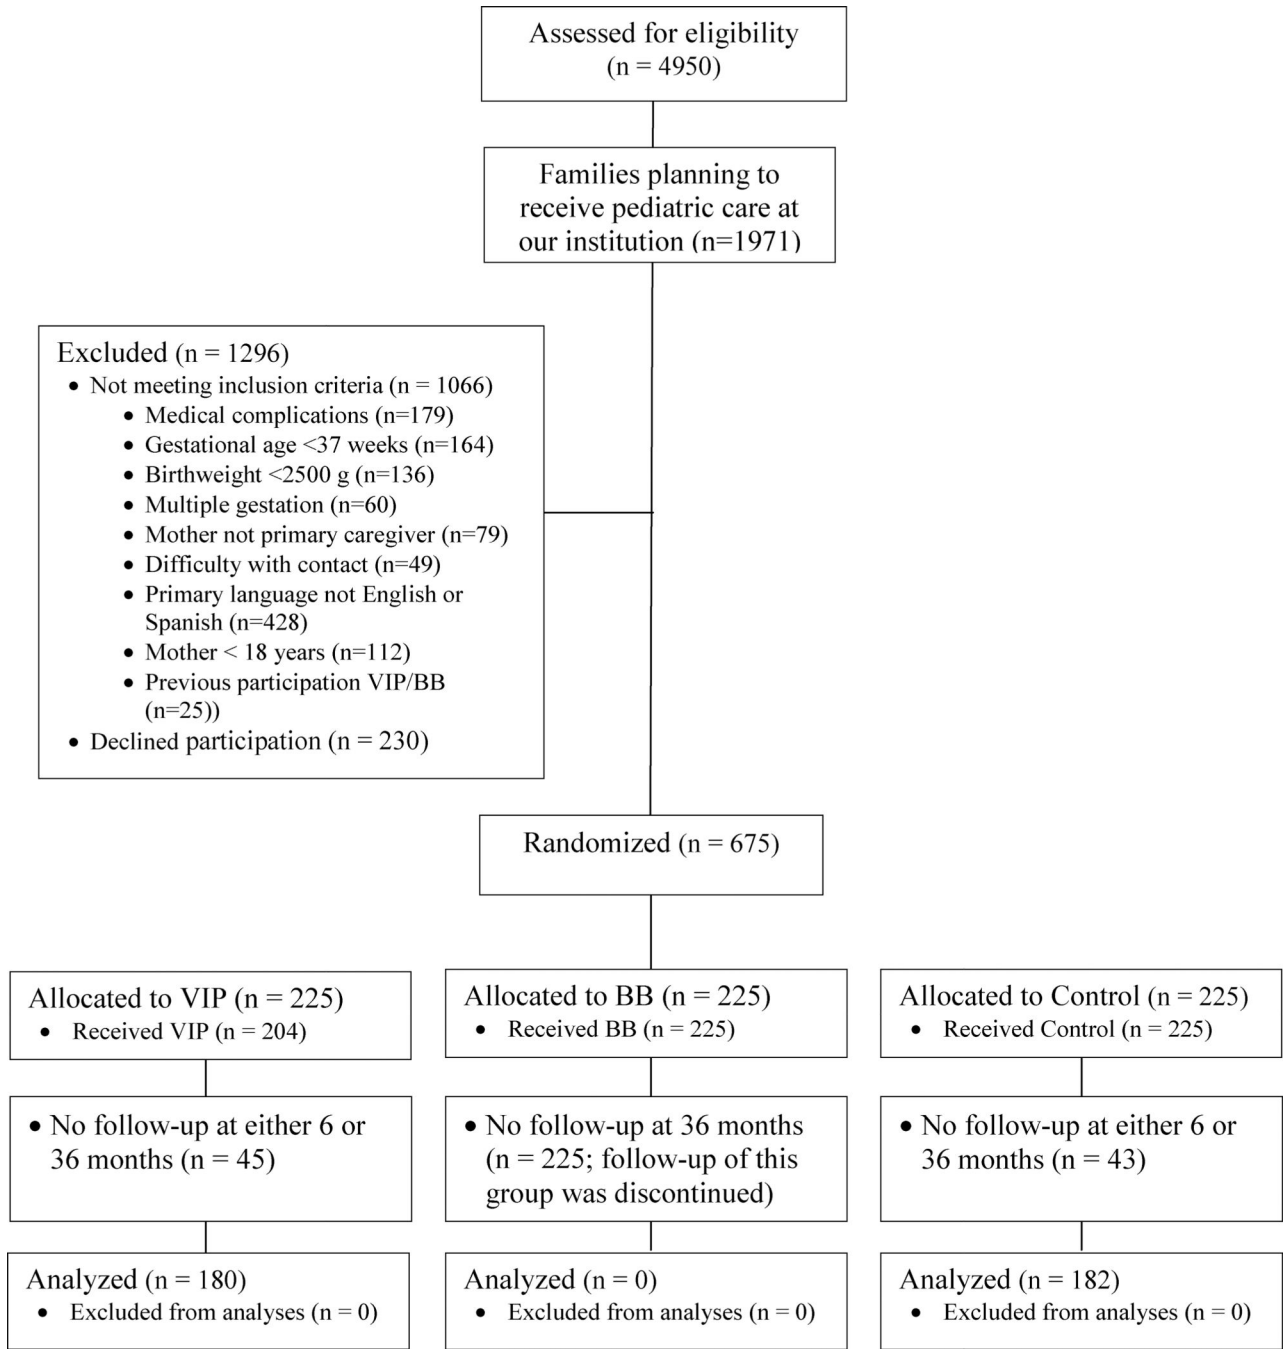 Assessed for eligibility
(n = 4950)
Families planning to
receive pediatric care at
our institution (n=1971)
Excluded (n = 1296)
• Not meeting inclusion criteria (n = 1066)
• Medical complications (n=179)
• Gestational age <37 weeks (n=164)
• Birthweight <2500 g (n=136)
• Multiple gestation (n=60)
• Mother not primary caregiver (n=79)
• Difficulty with contact (n=49)
• Primary language not English or
Spanish (n=428)
• Mother < 18 years (n=112)
• Previous participation VIP/BB
(n=25))
• Declined participation (n = 230)
Randomized (n = 675)
Allocated to VIP (n = 225)
• Received VIP (n = 204)
Allocated to BB (n = 225)
• Received BB (n = 225)
Allocated to Control (n = 225)
• Received Control (n = 225)
• No follow-up at either 6 or
36 months (n = 45)
• No follow-up at 36 months
(n = 225; follow-up of this
group was discontinued)
• No follow-up at either 6 or
36 months (n = 43)
Analyzed (n = 180)
• Excluded from analyses (n = 0)
Analyzed (n = 0)
• Excluded from analyses (n = 0)
Analyzed (n = 182)
• Excluded from analyses (n = 0)